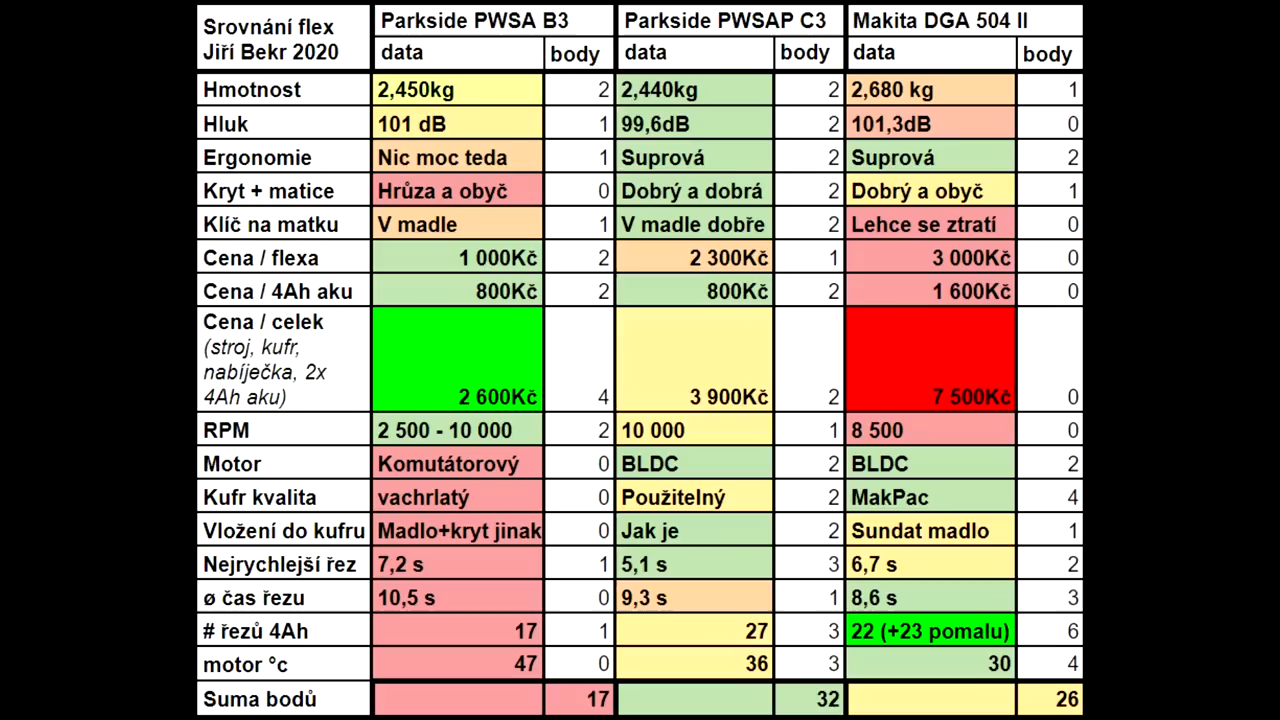 Srovnání flex Parkside PWSA B3 Parkside PWSAP C3 Makita DGA 504 II
Jiří Bekr 2020 data body data body data body
Hmotnost 2,450kg 2 2,440kg 2 2,680 kg 1
Hluk 101 dB 1 99,6dB 2 101,3dB 0
Ergonomie Nic moc teda 1 Suprová 2 Suprová 2
Kryt + matice Hrůza a obyč 0 Dobrý a dobrá 2 Dobrý a obyč 1
Klíč na matku V madle 1 V madle dobře 2 Lehce se ztratí 0
Cena / flexa 1 000Kč 2 2 300Kč 1 3 000Kč 0
Cena / 4Ah aku 800Kč 2 800Kč 2 1 600Kč 0
Cena / celek
(stroj, kufr,
nabíječka, 2x
4Ah aku) 2 600Kč 4 3 900Kč 2 7 500Kč 0
RPM 2 500 - 10 000 2 10 000 1 8 500 0
Motor Komutátorový 0 BLDC 2 BLDC 2
Kufr kvalita vachrlatý 0 Použitelný 2 MakPac 4
Vložení do kufru Madlo+kryt jinak 0 Jak je 2 Sundat madlo 1
Nejrychlejší řez 7,2 s 1 5,1 s 3 6,7 s 2
ø čas řezu 10,5 s 0 9,3 s 1 8,6 s 3
# řezů 4Ah 17 1 27 3 22 (+23 pomalu) 6
motor °c 47 0 36 3 30 4
Suma bodů 17 32 26